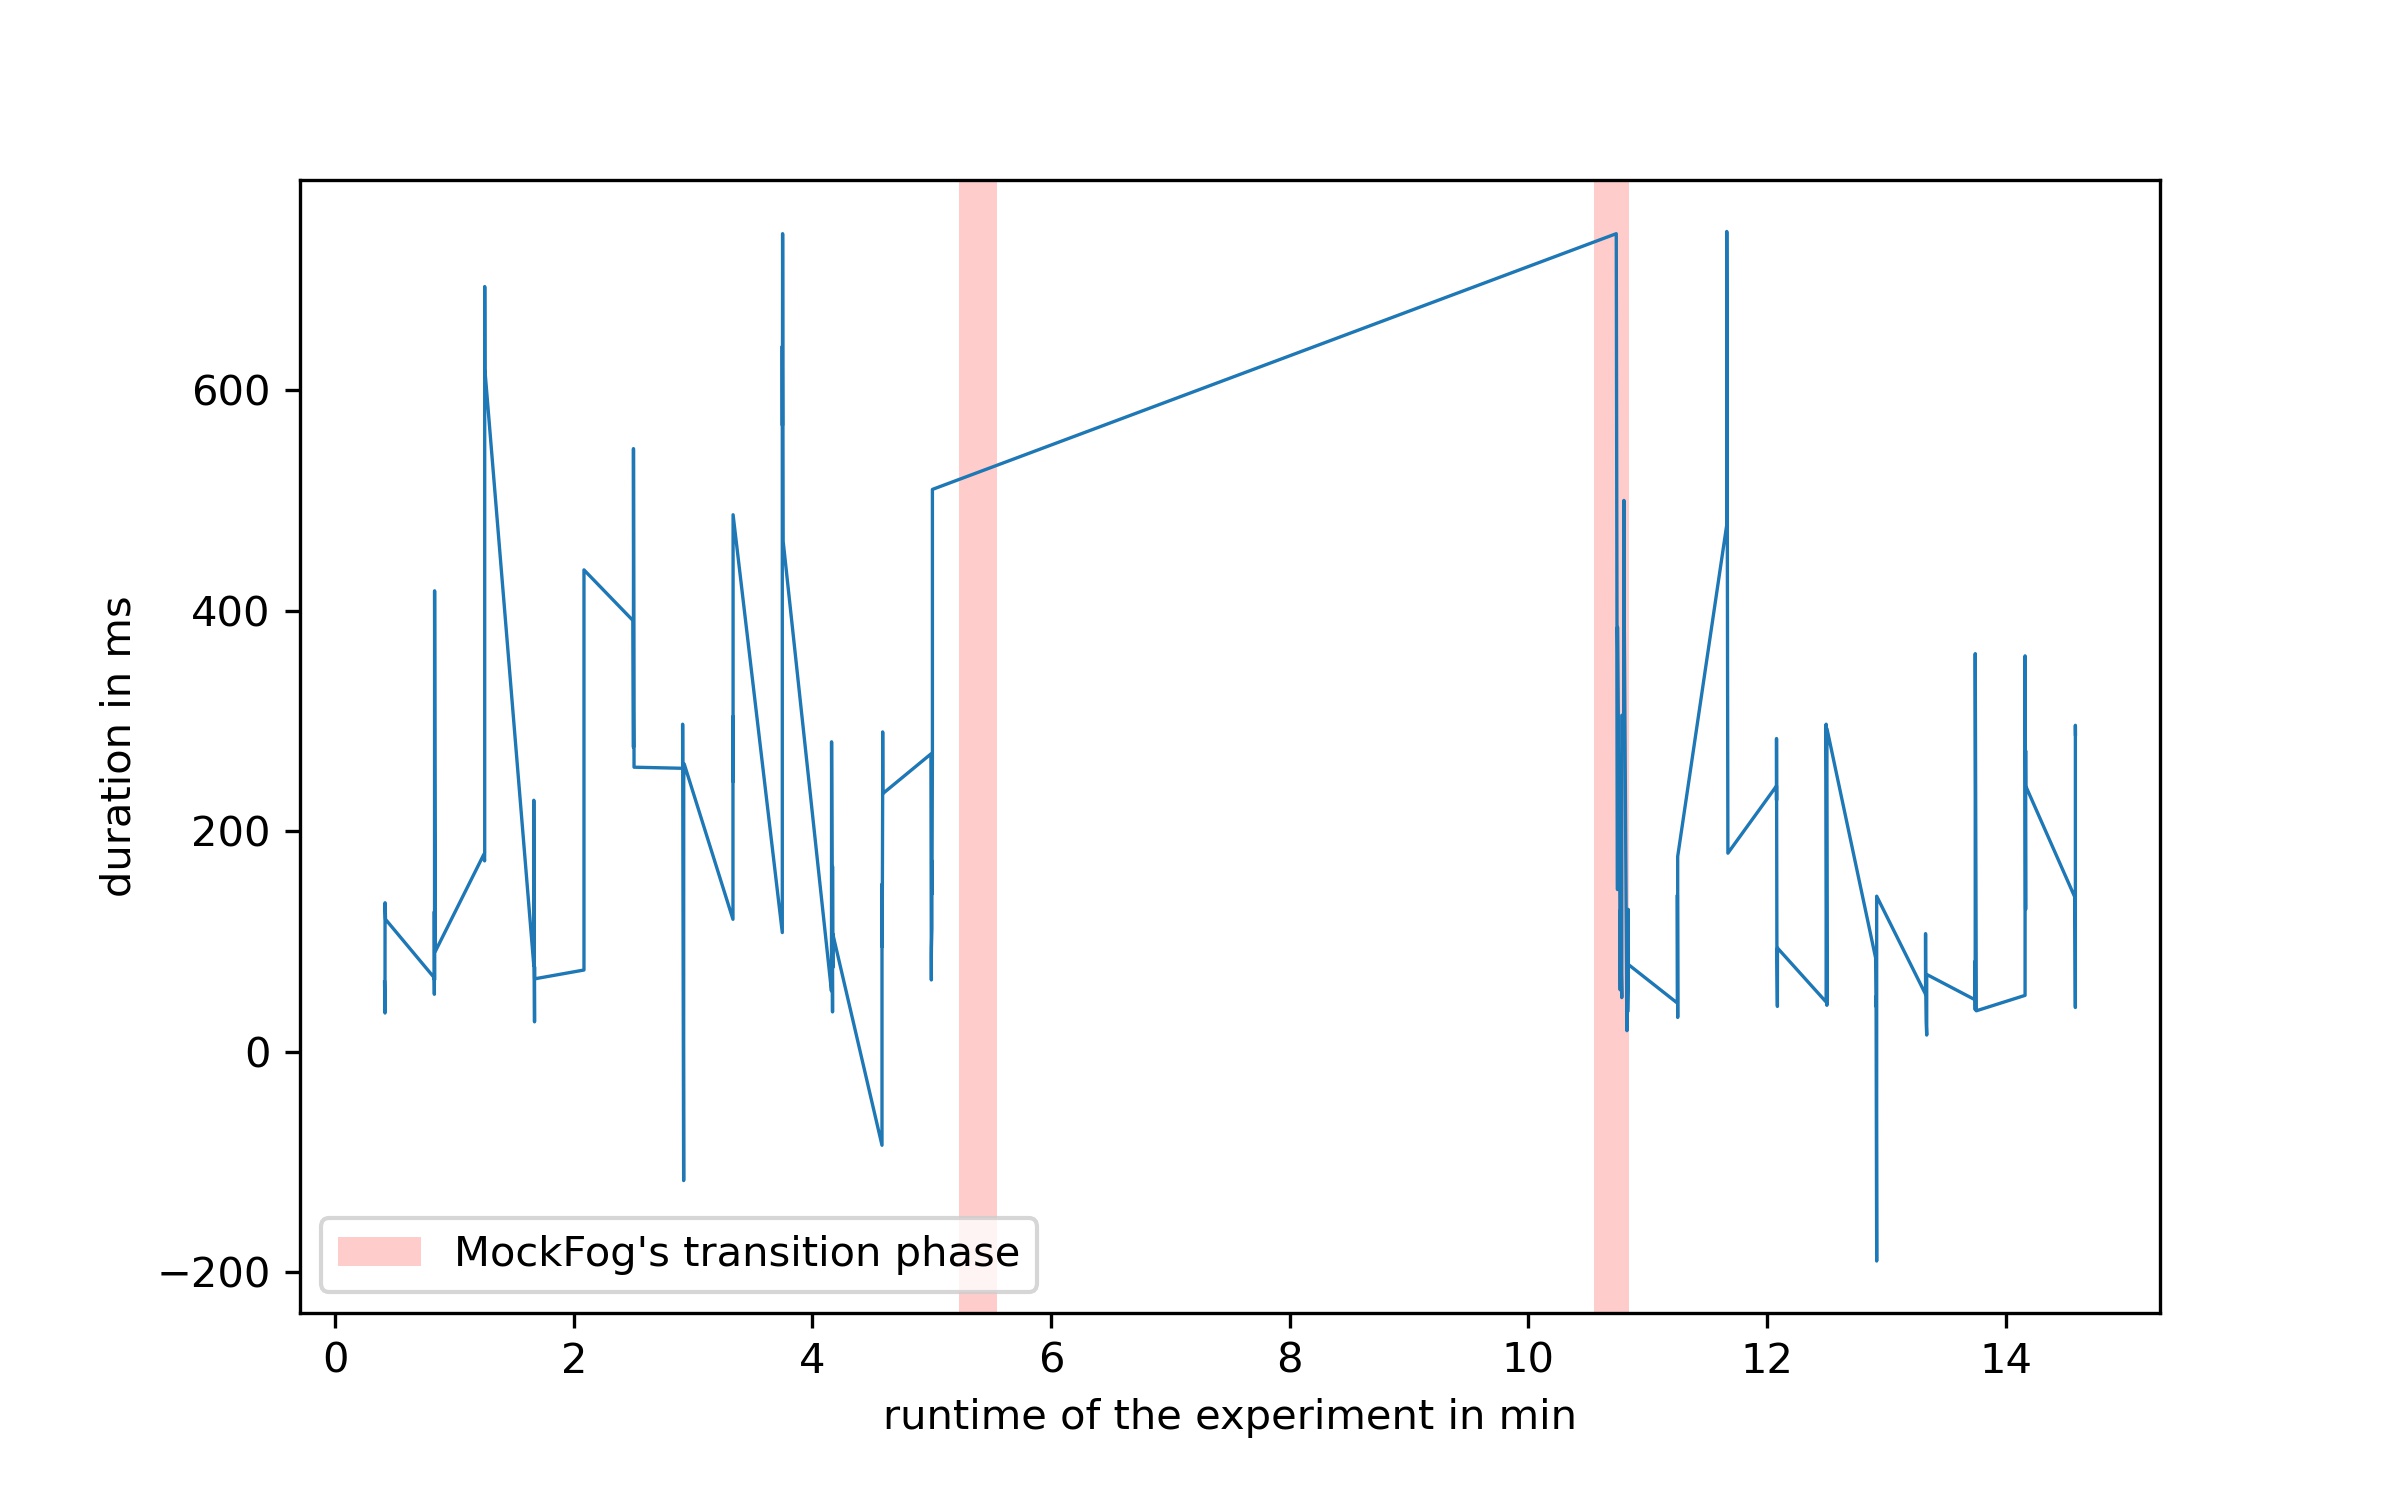 600
400
200
0
−200
duration in ms
MockFog's transition phase
0 2 4 6 8 10 12 14
runtime of the experiment in min